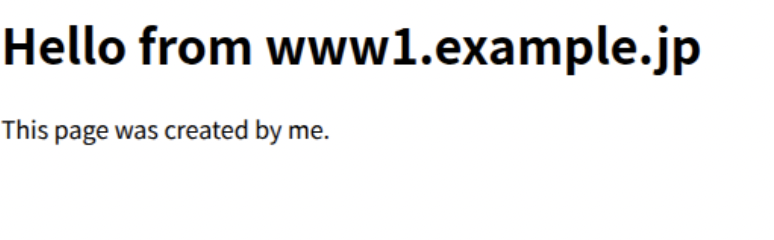 Hello from www1.example.jp
This page was created by me.